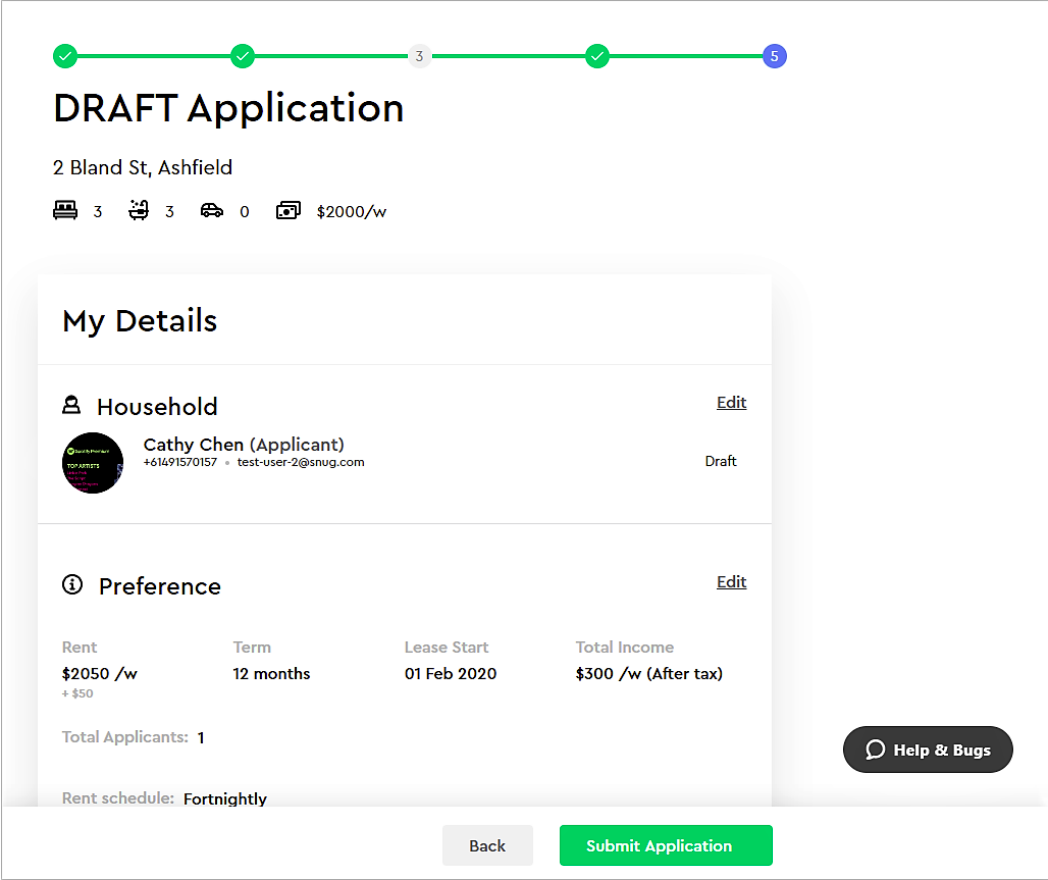 3 5
DRAFT Application
2 Bland St, Ashfield
3 3 0 $2000/w
My Details
Household Edit
Cathy Chen (Applicant)
+61491570157 • test-user-2@snug.com Draft
TOP ARTISTS
Preference Edit
Rent Term Lease Start Total Income
$2050 /w 12 months 01 Feb 2020 $300 /w (After tax)
+ $50
Total Applicants: 1
Help & Bugs
Rent schedule: Fortnightly
Back Submit Application